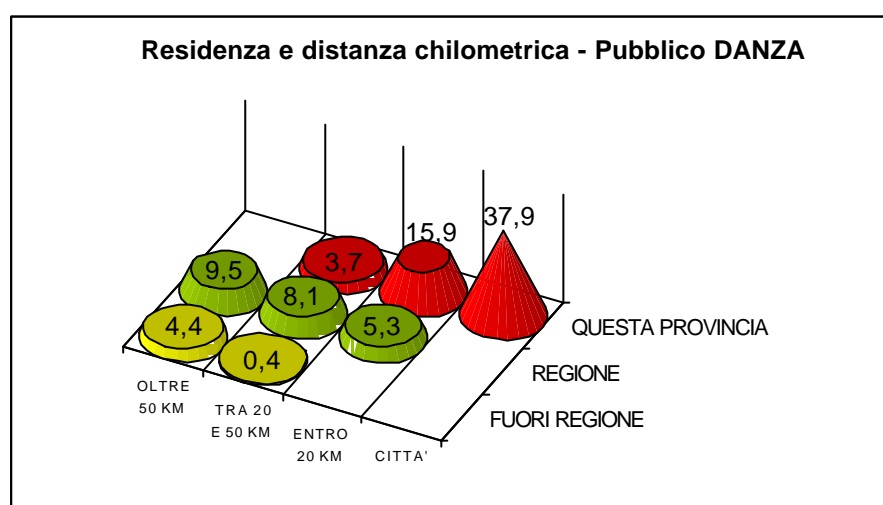 Residenza e distanza chilometrica - Pubblico DANZA
37,9
15,9
3,7
9,5
8,1
5,3
4,4
0,4
QUESTA PROVINCIA
REGIONE
FUORI REGIONE
OLTRE
50 KM
TRA 20
E 50 KM
ENTRO
20 KM
CITTA'